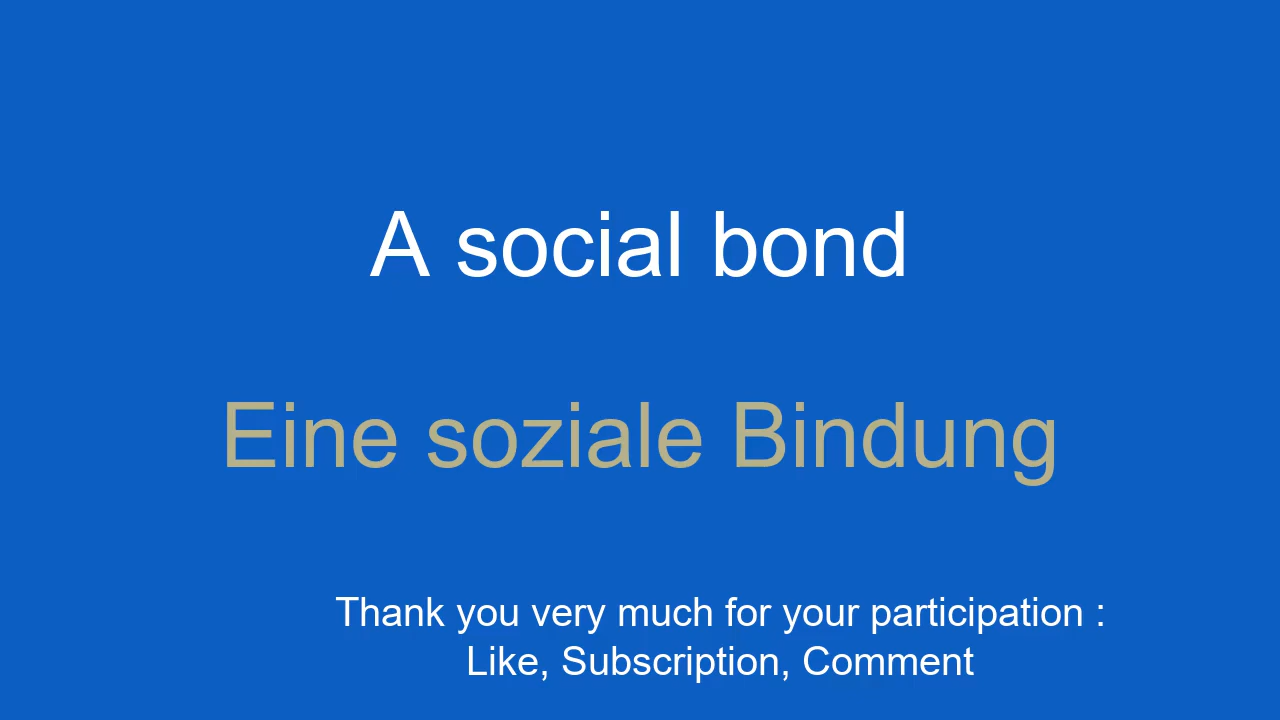 A social bond
Eine soziale Bindung
Thank you very much for your participation :
Like, Subscription, Comment